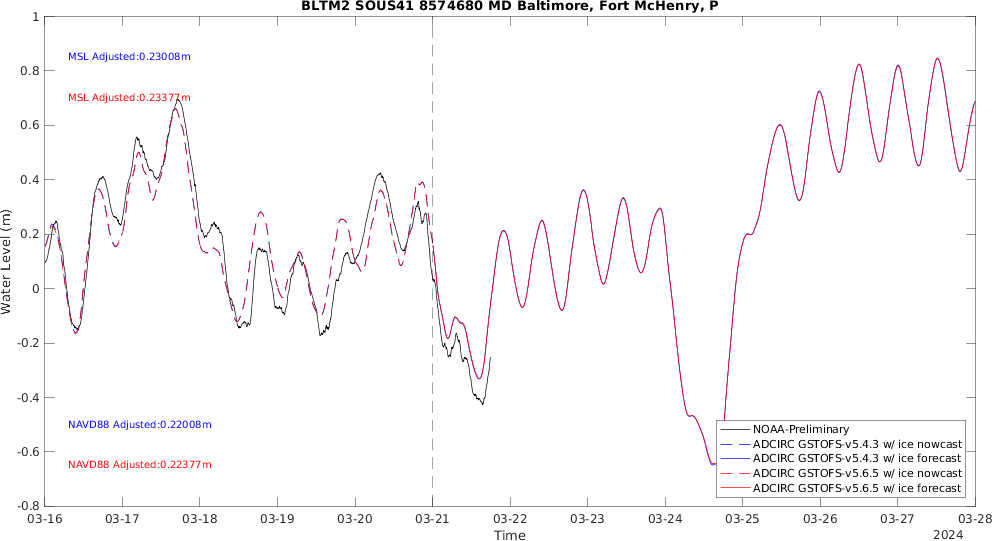 BLTM2 SOUS41 8574680 MD Baltimore, Fort McHenry, P
1
0.8
0.6
0.4
0.2
0
-0.2
-0.4
-0.6
-0.8
Water Level (m)
MSL Adjusted:0.23008m
MSL Adjusted:0.23377m
NAVD88 Adjusted:0.22008m
NAVD88 Adjusted:0.22377m
NOAA-Preliminary
ADCIRC GSTOFS-v5.4.3 w/ ice nowcast
ADCIRC GSTOFS-v5.4.3 w/ ice forecast
ADCIRC GSTOFS-v5.6.5 w/ ice nowcast
ADCIRC GSTOFS-v5.6.5 w/ ice forecast
03-16 03-17 03-18 03-19 03-20 03-21 03-22 03-23 03-24 03-25 03-26 03-27 03-28
Time
2024